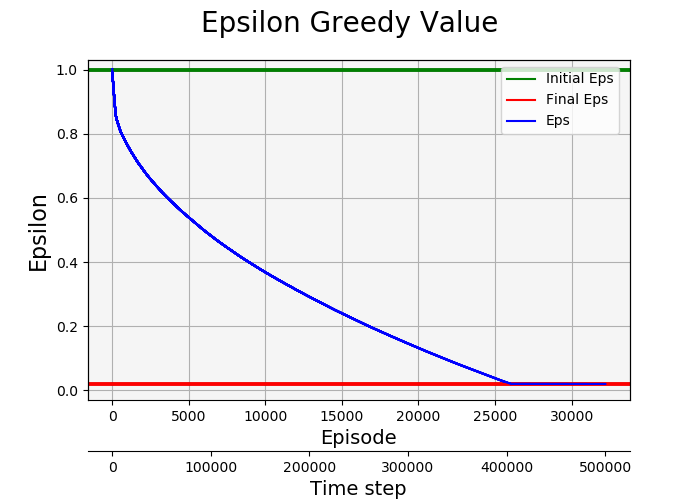 Epsilon Greedy Value
Initial Eps
Final Eps
Eps
1.0
0.8
0.6
0.4
0.2
0.0
Epsilon
0 5000 10000 15000 20000 25000 30000
Episode
0 100000 200000 300000 400000 500000
Time step